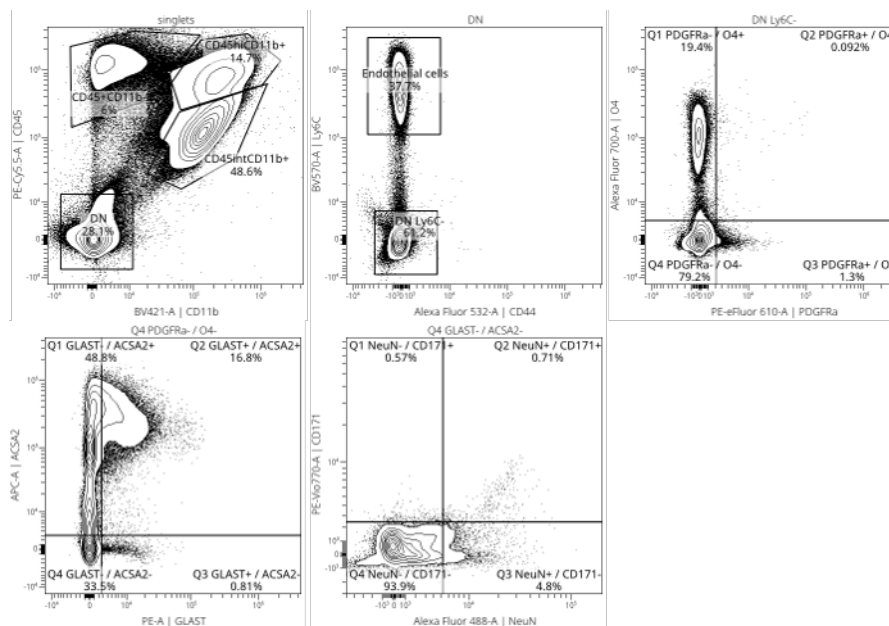 singlets
CD45hiCD11b+
14.7
CD45+CD11b-
6%
CD45intCD11b+
48.6%
DN
28.1%
PE-Cy5.5-A | CD45
BV421-A | CD11b
DN
Endothelial cells
37.7%
DN Ly6C-
61.2%
BV570-A | Ly6C
Alexa Fluor 532-A | CD44
DN Ly6C-
Q1 PDGFRa- / O4+
19.4%
Q2 PDGFRa+ / O4
0.092%
Q4 PDGFRa- / O4-
79.2%
Q3 PDGFRa+ / O
1.3%
Alexa Fluor 700-A | O4
PE-eFluor 610-A | PDGFRa
Q4 PDGFRa- / O4-
Q1 GLAST- / ACSA2+
48.8%
Q2 GLAST+ / ACSA2+
16.8%
Q4 GLAST- / ACSA2-
33.5%
Q3 GLAST+ / ACSA2-
0.81%
APC-A | ACSA2
PE-A | GLAST
Q4 GLAST- / ACSA2-
Q1 NeuN- / CD171+
0.57%
Q2 NeuN+ / CD171+
0.71%
Q4 NeuN- / CD171-
93.9%
Q3 NeuN+ / CD171-
4.8%
PE-Vio770-A | CD171
Alexa Fluor 488-A | NeuN